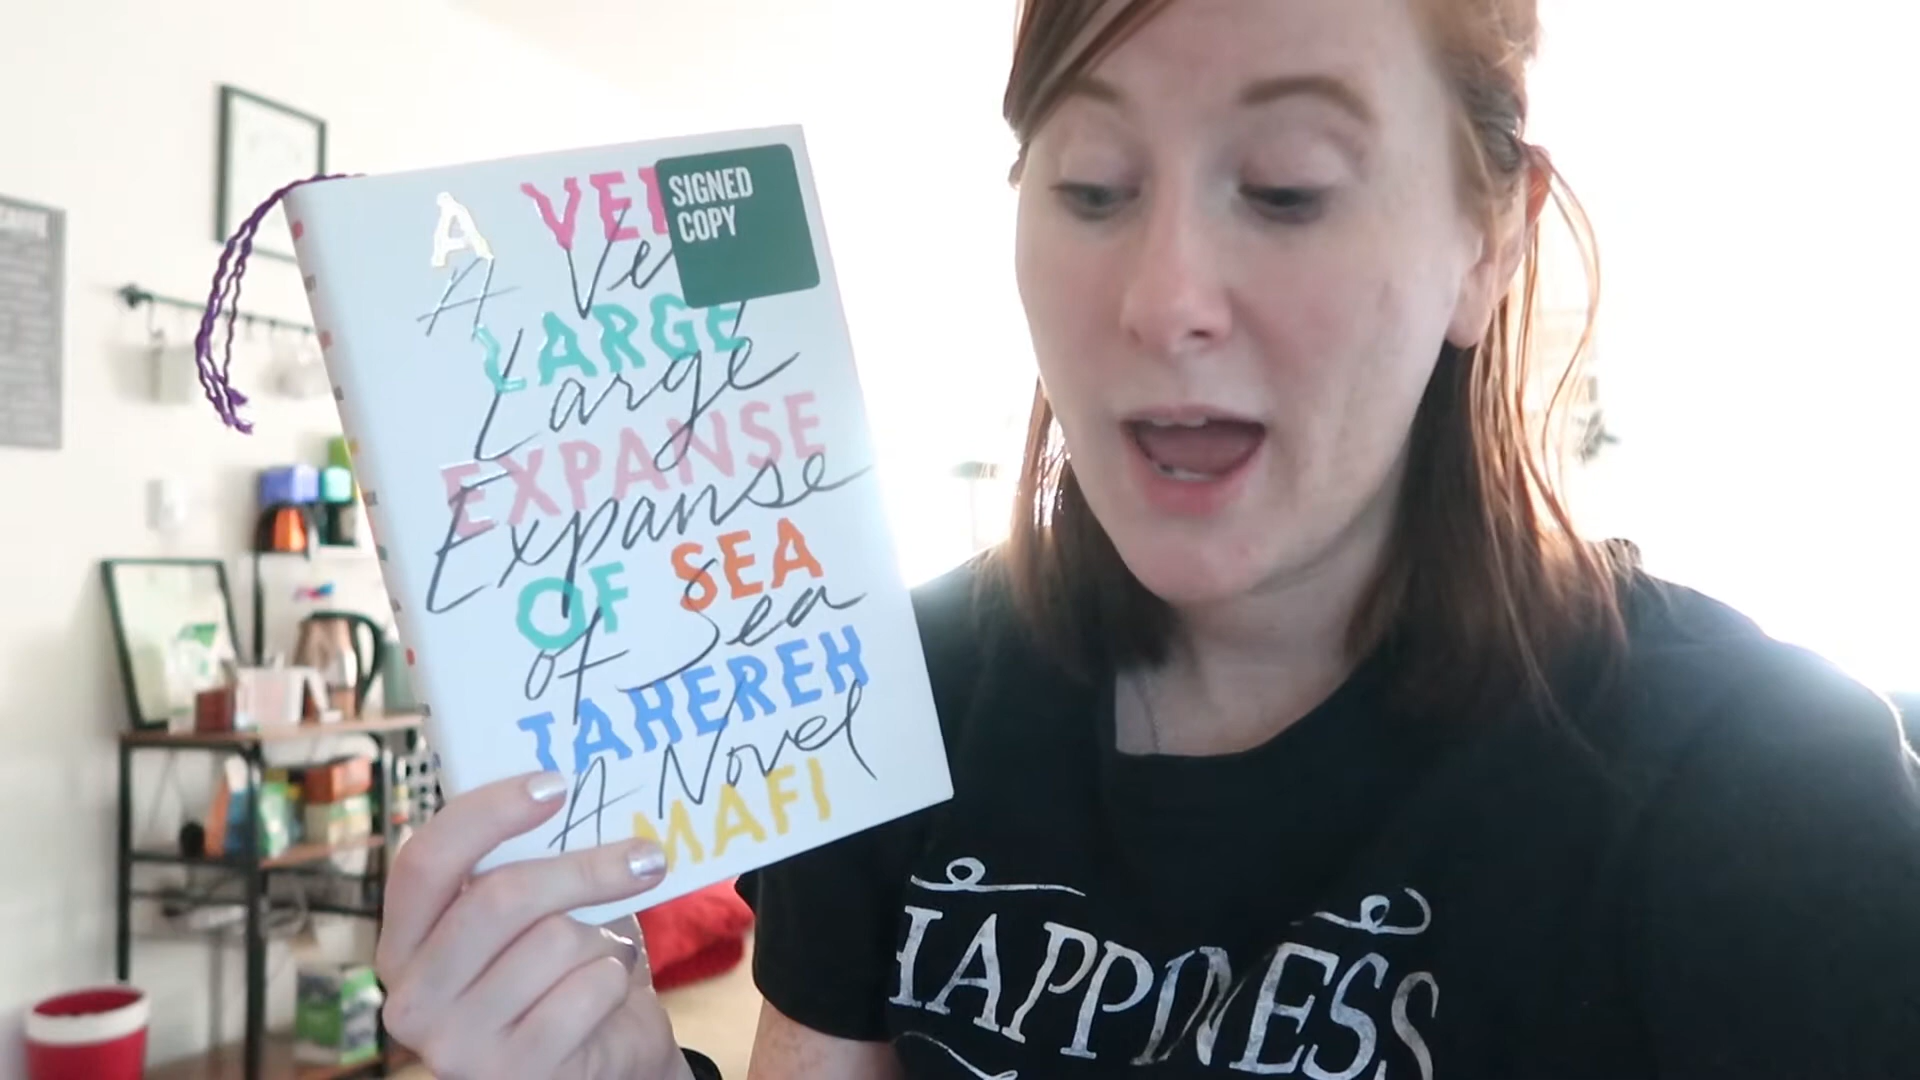 A VE
SIGNED
COPY
A Ve
LARGE
Large
EXPANSE
Expanse
OF SEA
of Sea
TAHEREH
A Novel
MAFI
HAPPINESS